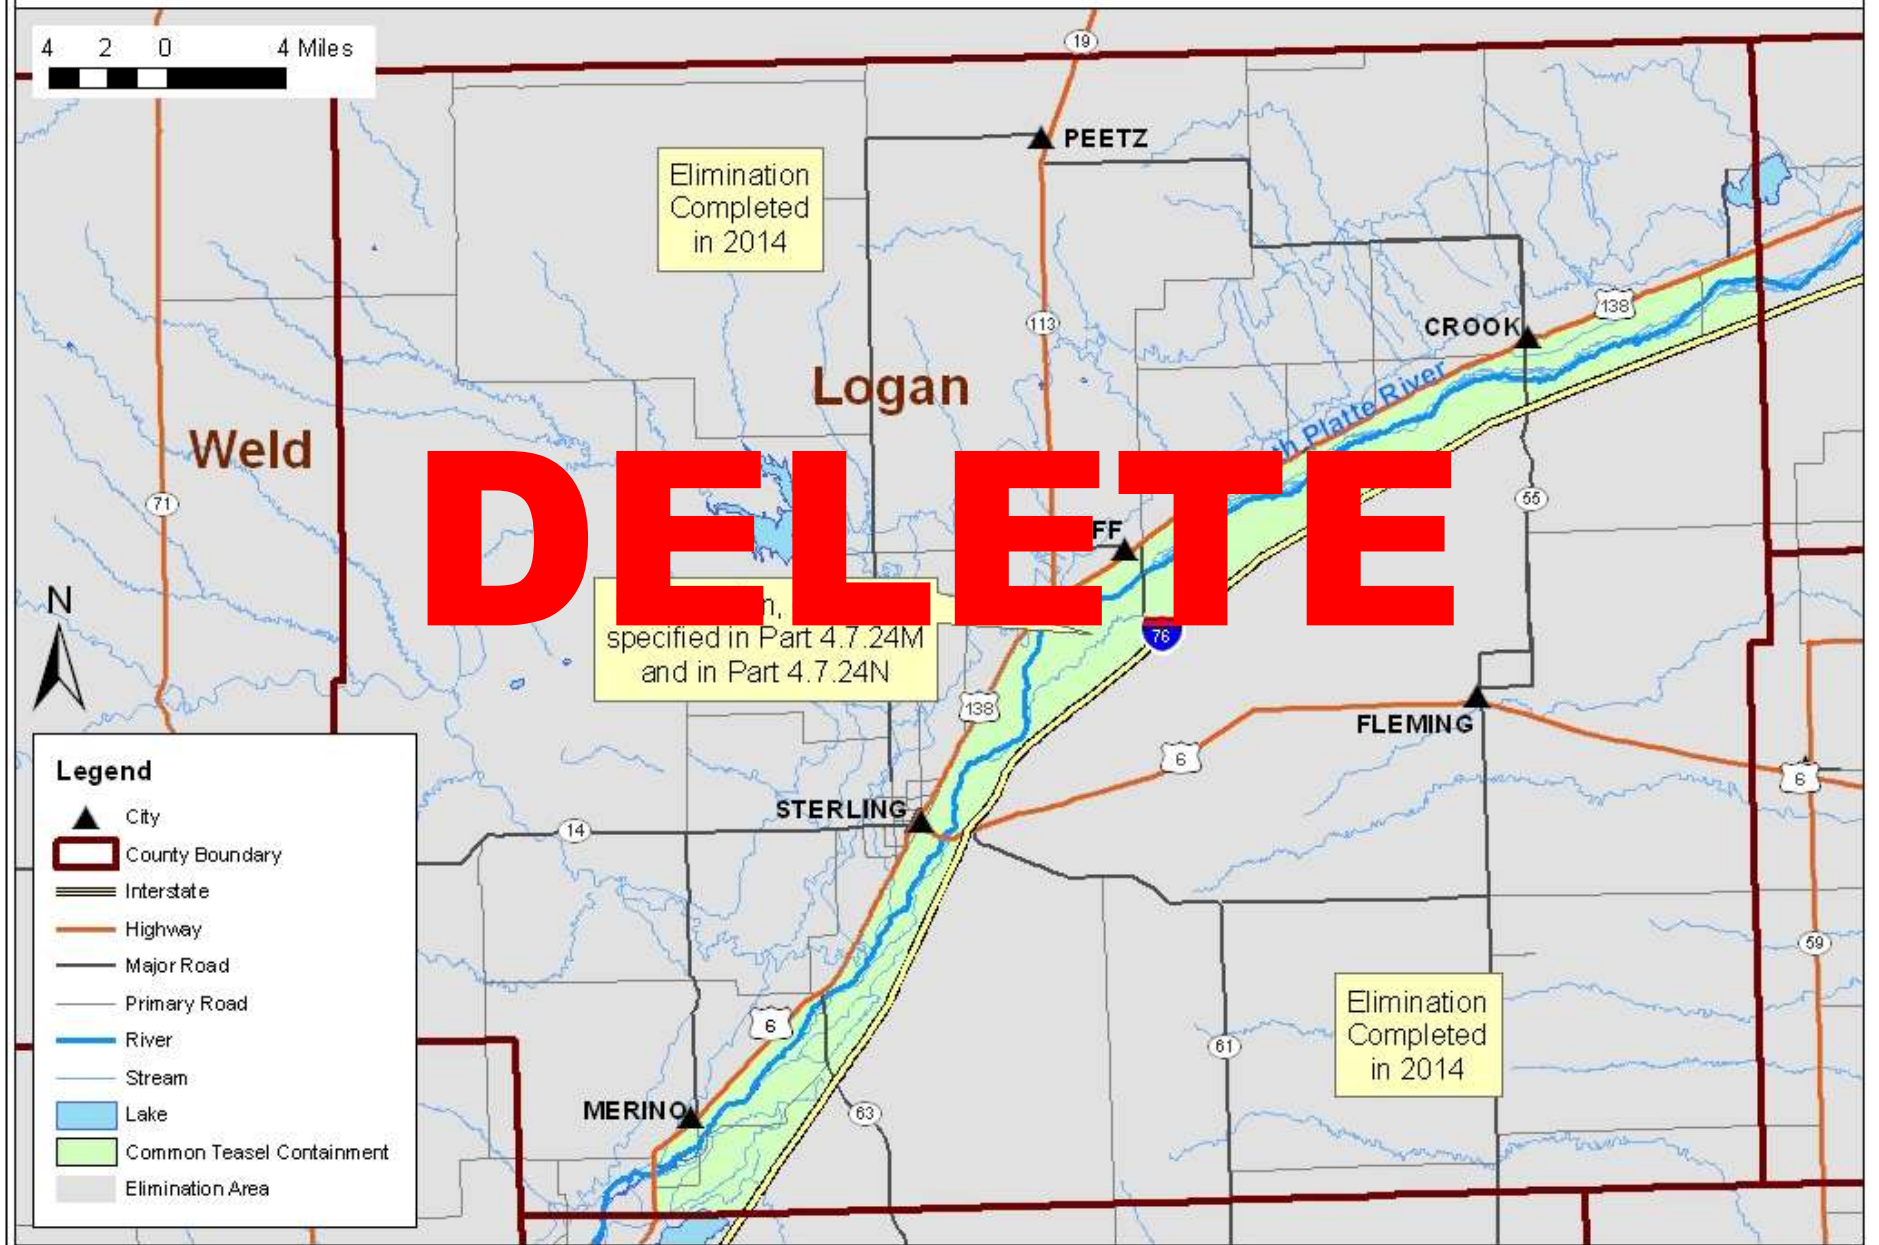 4 2 0 4 Miles
19
PEETZ
Elimination
Completed
in 2014
138
113
CROOK
Platte River
Logan
Weld
71
55
DELETE
specified in Part 4.7.24M
and in Part 4.7.24N
76
N
138
FLEMING
6
6
Legend
STERLING
14
City
County Boundary
Interstate
Highway
59
Major Road
Primary Road
Elimination
Completed
in 2014
6
River
61
Stream
Lake
MERINO
63
Common Teasel Containment
Elimination Area